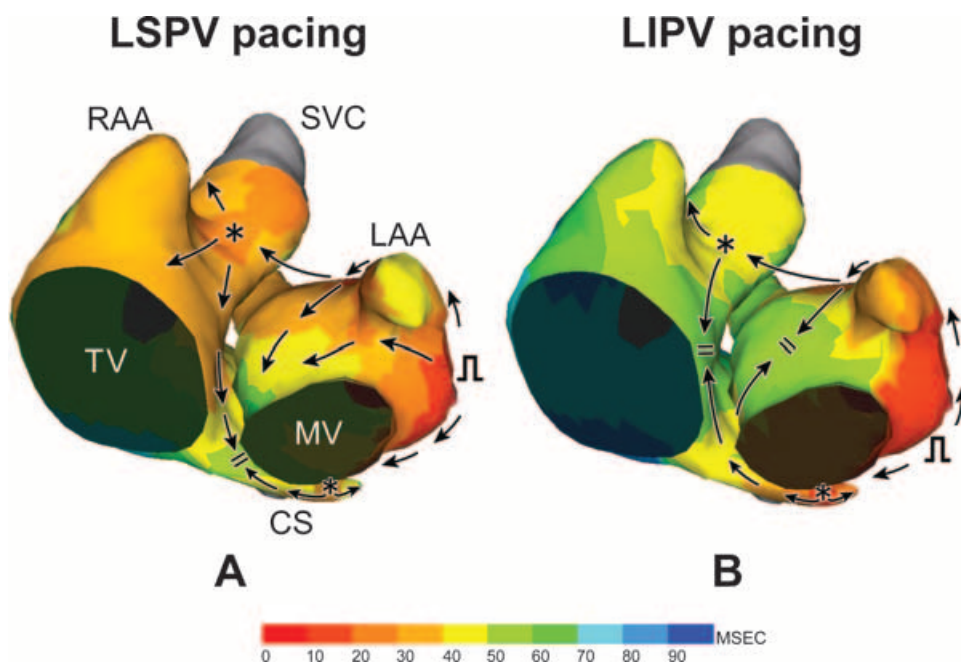 LSPV pacing
LIPV pacing
RAA
SVC
LAA
*
TV
MV
=
*
CS
*
=
=
*
A
B
MSEC
0 10 20 30 40 50 60 70 80 90